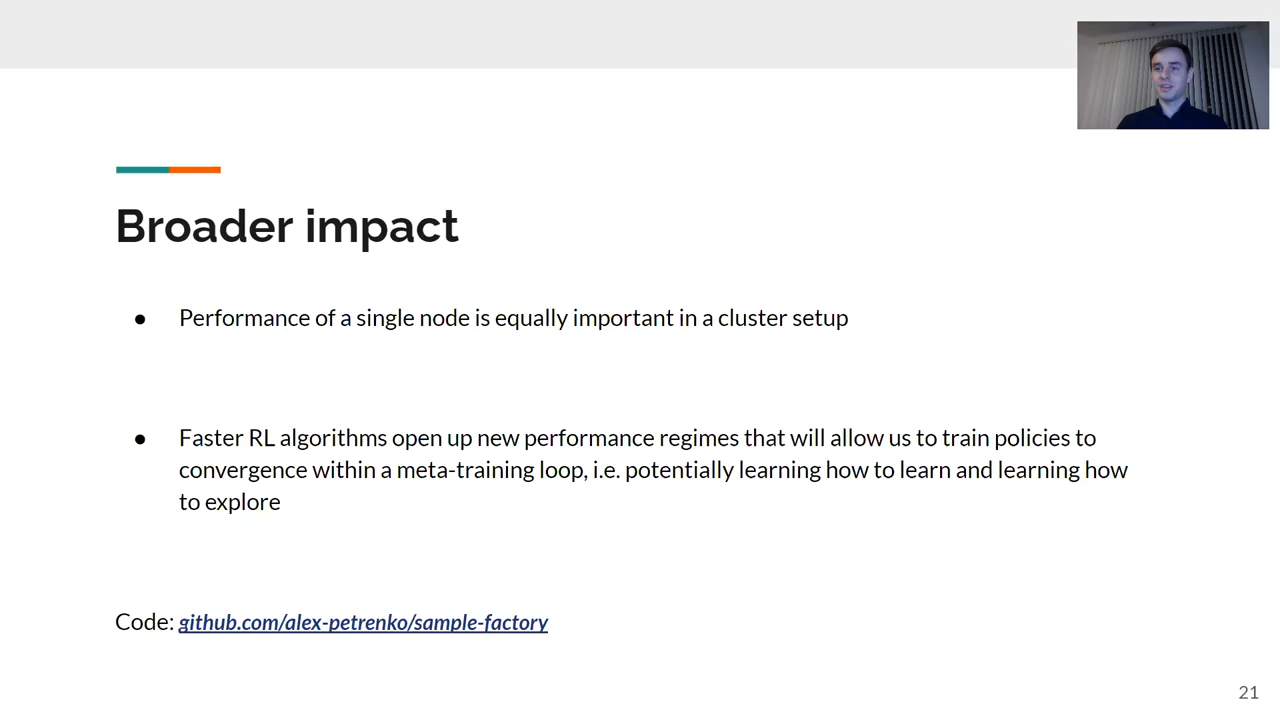 Broader impact
● Performance of a single node is equally important in a cluster setup
● Faster RL algorithms open up new performance regimes that will allow us to train policies to
convergence within a meta-training loop, i.e. potentially learning how to learn and learning how
to explore
Code: github.com/alex-petrenko/sample-factory
21